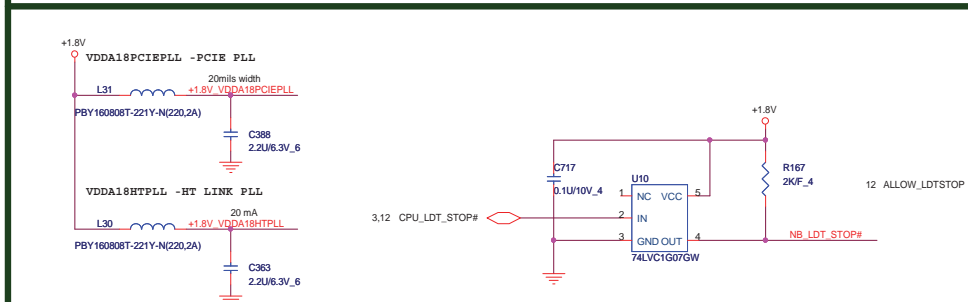 +1.8V
VDDA18PCIEPLL -PCIE PLL
20mils width
L31
+1.8V_VDDA18PCIEPLL
PBY160808T-221Y-N(220,2A)
C388
2.2U/6.3V_6
VDDA18HTPLL -HT LINK PLL
20 mA
L30
+1.8V_VDDA18HTPLL
PBY160808T-221Y-N(220,2A)
C363
2.2U/6.3V_6
+1.8V
C717
0.1U/10V_4
U10
1 NC VCC 5
3,12 CPU_LDT_STOP#
2 IN
3 GND OUT 4
74LVC1G07GW
R167
2K/F_4
NB_LDT_STOP#
12 ALLOW_LDTSTOP